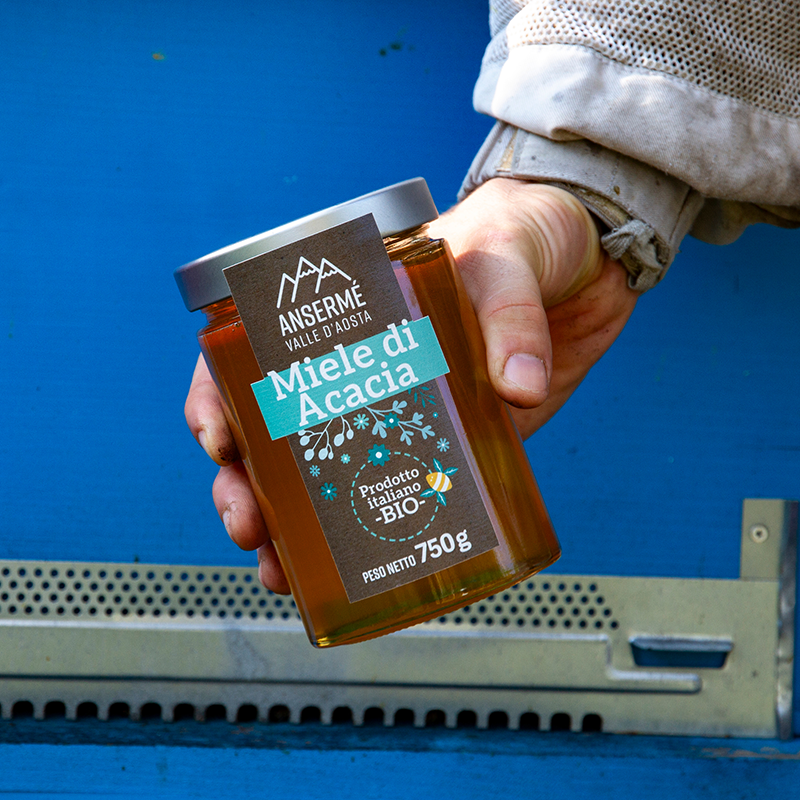 ANSERMÉ
VALLE D'AOSTA
Miele di
Acacia
Prodotto
italiano
-BIO-
PESO NETTO 750g